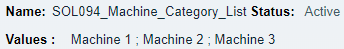 Name: SOL094_Machine_Category_List Status: Active
Values : Machine 1 ; Machine 2 ; Machine 3